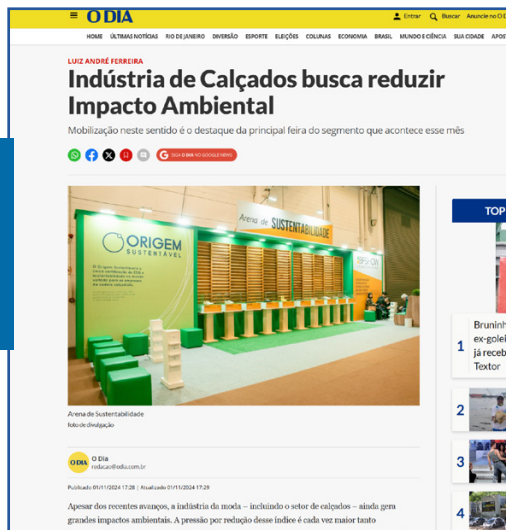 O DIA
Entrar Buscar Anuncie no O D
HOME ÚLTIMAS NOTÍCIAS RIO DE JANEIRO DIVERSÃO ESPORTE ELEIÇÕES COLUNAS ECONOMIA BRASIL MUNDO E CIÊNCIA SUA CIDADE APOS
LUIZ ANDRÉ FERREIRA
Indústria de Calçados busca reduzir
Impacto Ambiental
Mobilização neste sentido é o destaque da principal feira do segmento que acontece esse mês
SIGA O DIA NO GOOGLE NEWS
Arena de SUSTENTABILIDADE
ORIGEM
SUSTENTÁVEL
TOP
Bruninh
ex-golei
1 já receb
Textor
2
3
4
Arena de Sustentabilidade
foto de divulgação
O DIA
O Dia
redacao@odia.com.br
Publicado 01/11/2024 17:28 | Atualizado 01/11/2024 17:29
Apesar dos recentes avanços, a indústria da moda – incluindo o setor de calçados – ainda gera
grandes impactos ambientais. A pressão por redução desse índice é cada vez maior tanto